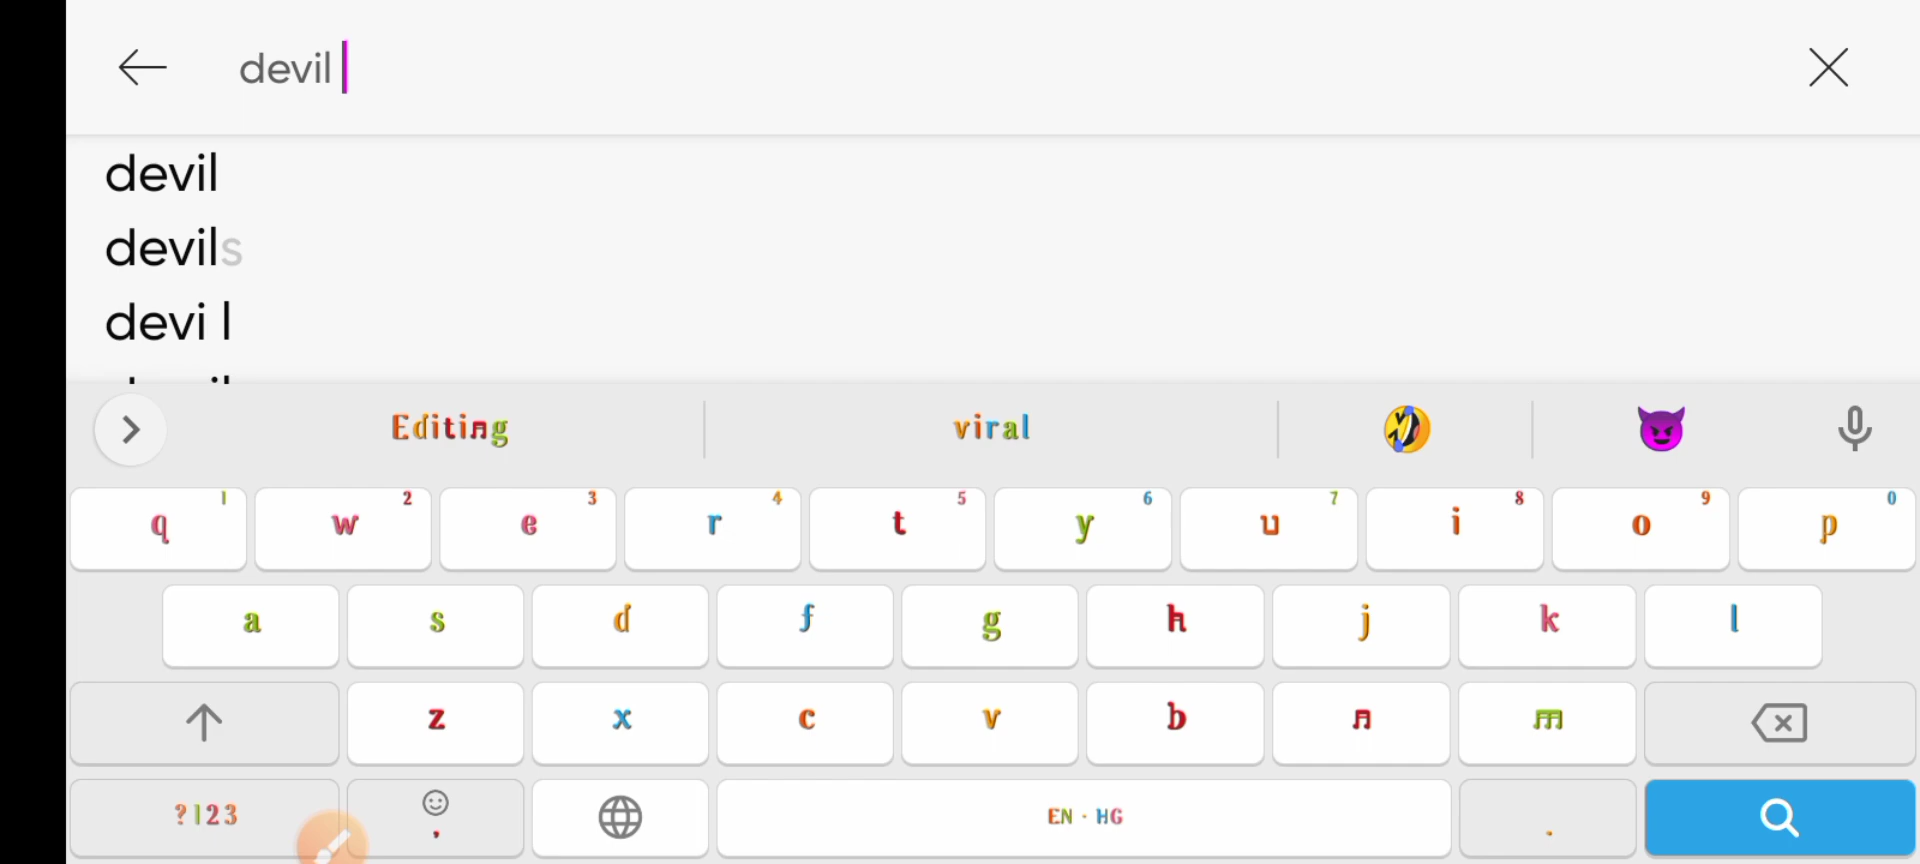 devil
devil
devils
devi l
Editing viral
q 1 w 2 e 3 r 4 t 5 y 6 u 7 i 8 o 9 p 0
a s d f g h j k l
z x c v b n m
?123 , EN · HG .